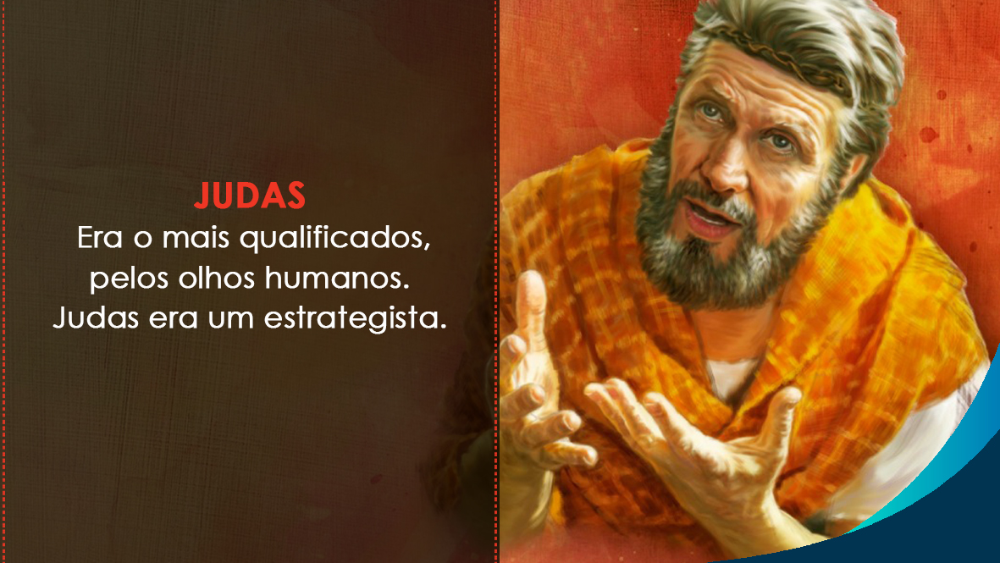 JUDAS
Era o mais qualificados,
pelos olhos humanos.
Judas era um estrategista.